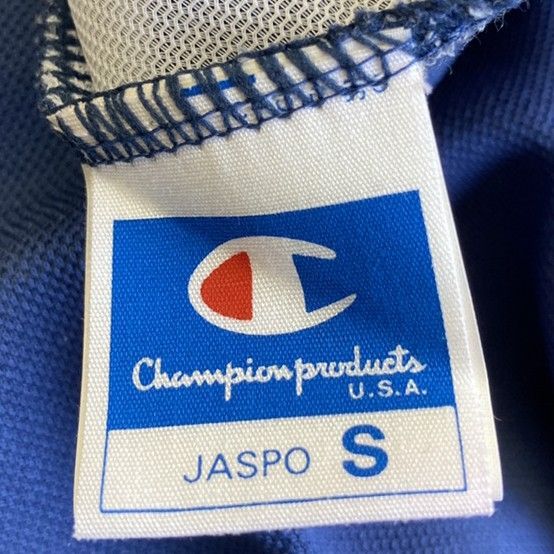 Champion products
U.S.A.
JASPO S